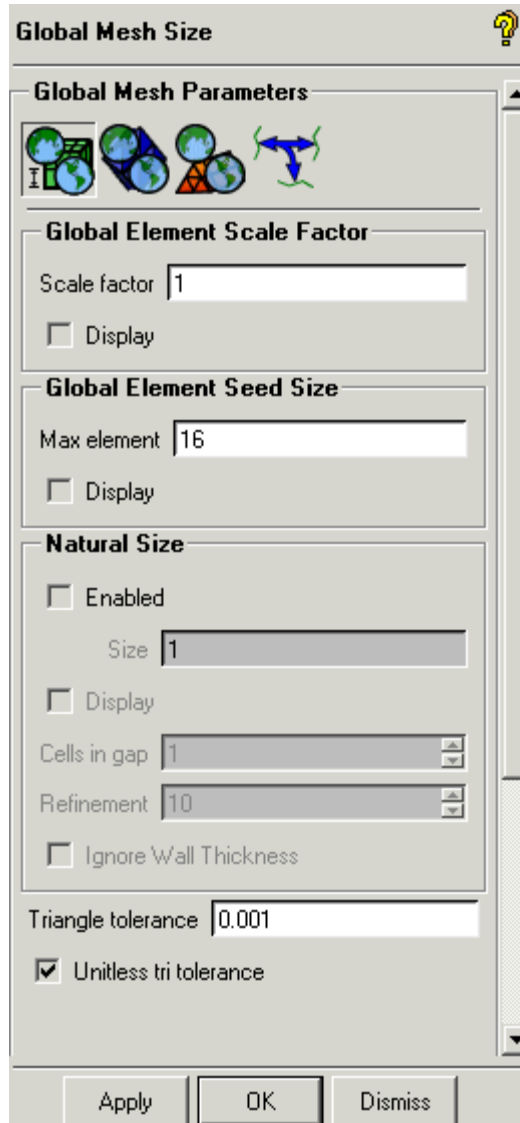 Global Mesh Size
Global Mesh Parameters
Global Element Scale Factor
Scale factor 1
Display
Global Element Seed Size
Max element 16
Display
Natural Size
Enabled
Size 1
Display
Cells in gap 1
Refinement 10
Ignore Wall Thickness
Triangle tolerance 0.001
Unitless tri tolerance
Apply OK Dismiss